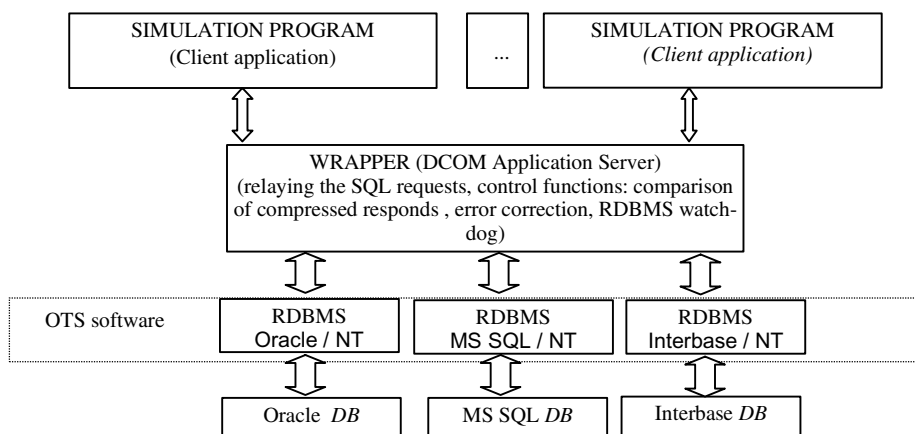 SIMULATION PROGRAM
(Client application)
...
SIMULATION PROGRAM
(Client application)
WRAPPER (DCOM Application Server)
(relaying the SQL requests, control functions: comparison
of compressed responds , error correction, RDBMS watch-
dog)
OTS software
RDBMS
Oracle / NT
RDBMS
MS SQL / NT
RDBMS
Interbase / NT
Oracle DB
MS SQL DB
Interbase DB